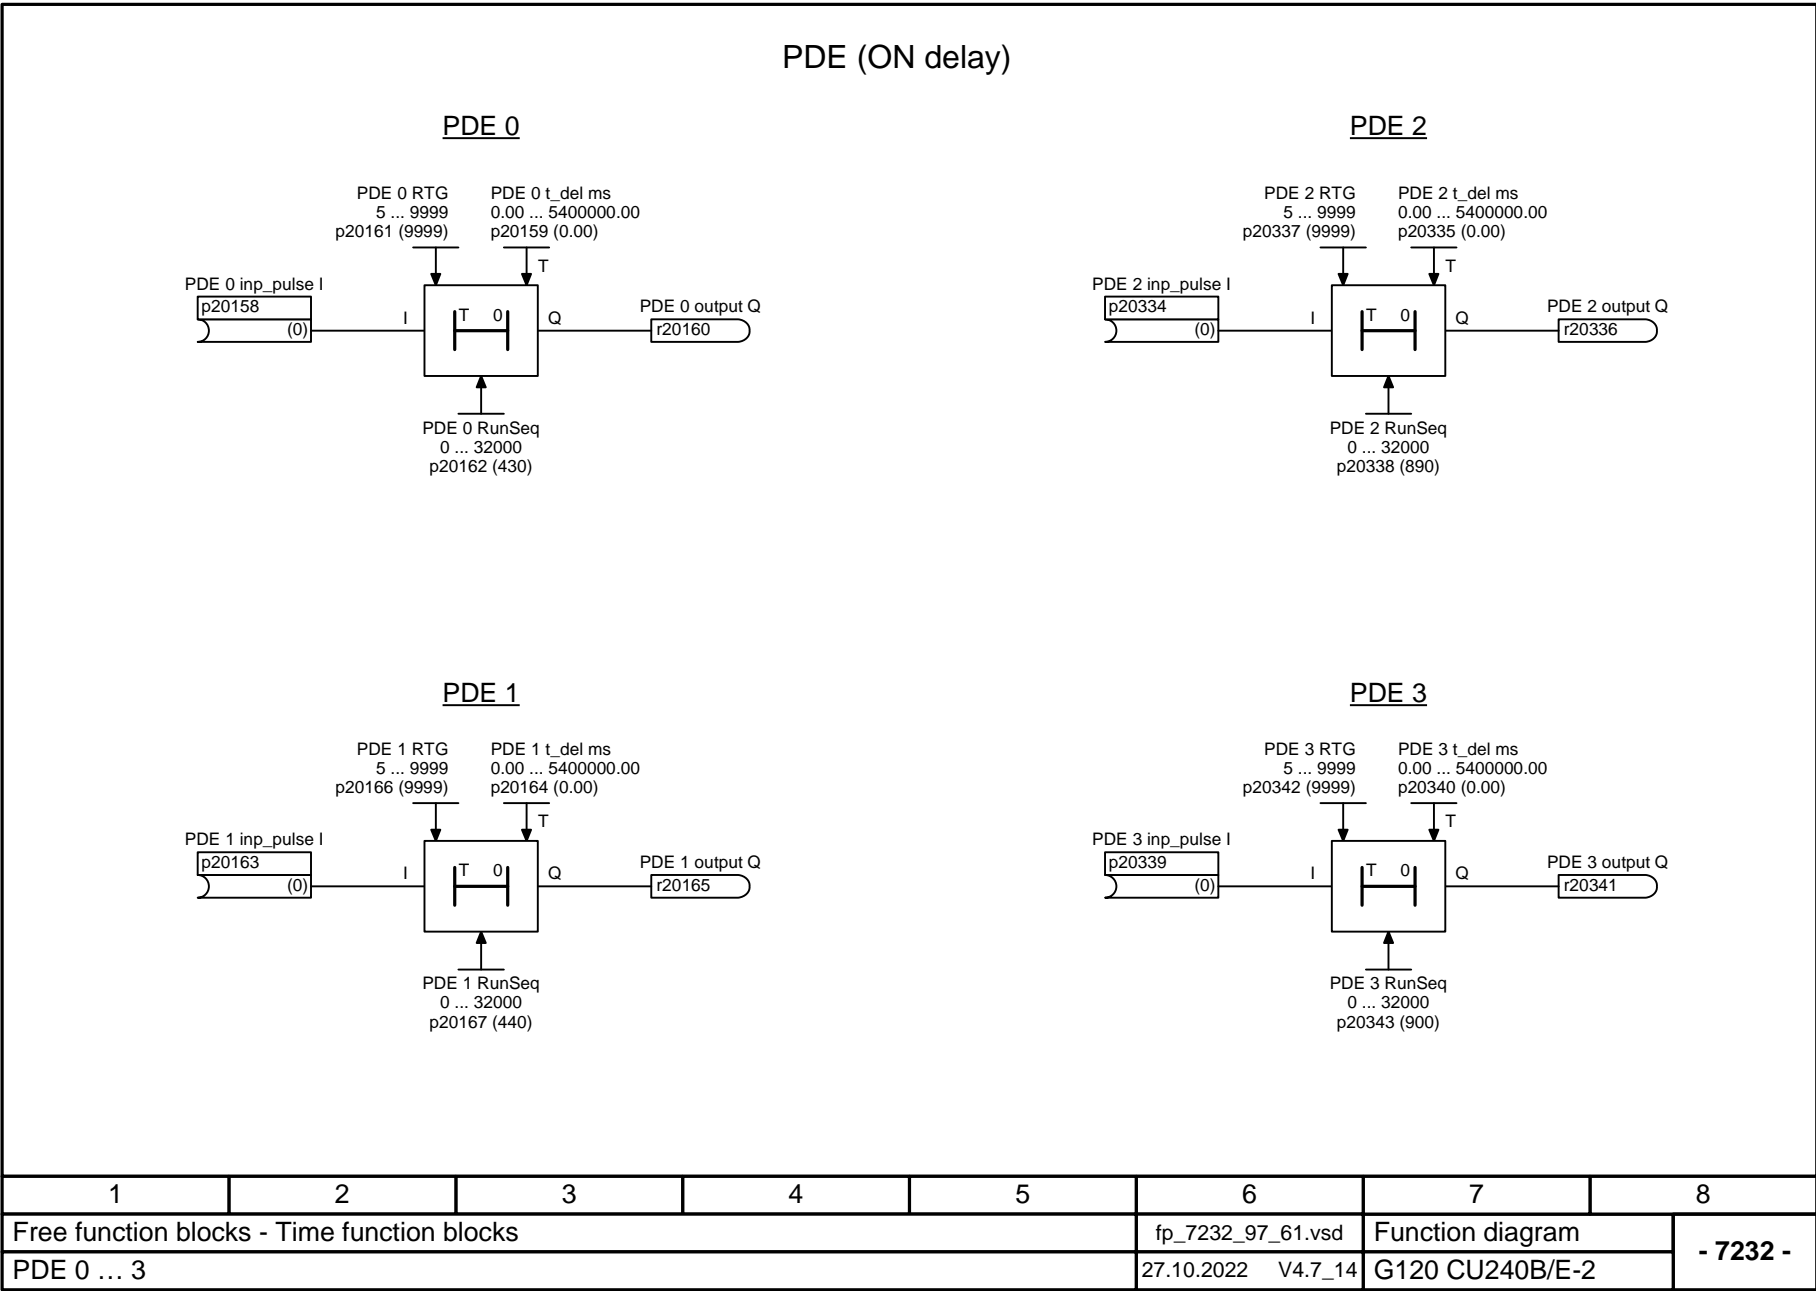 PDE (ON delay)
PDE 0
PDE 0 RTG
5 ... 9999
p20161 (9999)
PDE 0 t_del ms
0.00 ... 5400000.00
p20159 (0.00)
T
PDE 0 inp_pulse I
p20158
(0)
I
T 0
Q
PDE 0 output Q
r20160
PDE 0 RunSeq
0 ... 32000
p20162 (430)
PDE 2
PDE 2 RTG
5 ... 9999
p20337 (9999)
PDE 2 t_del ms
0.00 ... 5400000.00
p20335 (0.00)
T
PDE 2 inp_pulse I
p20334
(0)
I
T 0
Q
PDE 2 output Q
r20336
PDE 2 RunSeq
0 ... 32000
p20338 (890)
PDE 1
PDE 1 RTG
5 ... 9999
p20166 (9999)
PDE 1 t_del ms
0.00 ... 5400000.00
p20164 (0.00)
T
PDE 1 inp_pulse I
p20163
(0)
I
T 0
Q
PDE 1 output Q
r20165
PDE 1 RunSeq
0 ... 32000
p20167 (440)
PDE 3
PDE 3 RTG
5 ... 9999
p20342 (9999)
PDE 3 t_del ms
0.00 ... 5400000.00
p20340 (0.00)
T
PDE 3 inp_pulse I
p20339
(0)
I
T 0
Q
PDE 3 output Q
r20341
PDE 3 RunSeq
0 ... 32000
p20343 (900)
1 2 3 4 5 6 7 8
Free function blocks - Time function blocks
fp_7232_97_61.vsd
Function diagram
- 7232 -
PDE 0 … 3
27.10.2022 V4.7_14
G120 CU240B/E-2